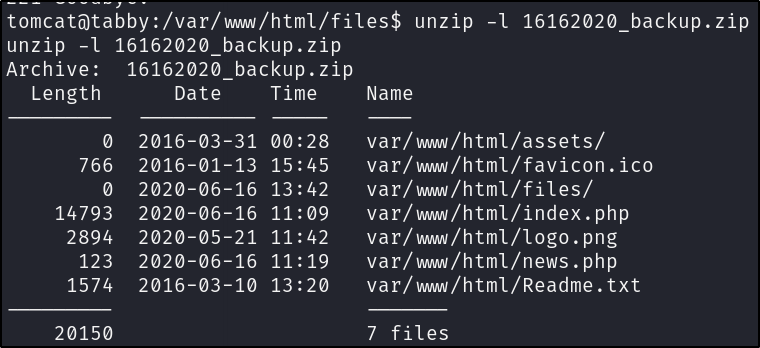 tomcat@tabby:/var/www/html/files$ unzip -l 16162020_backup.zip
unzip -l 16162020_backup.zip
Archive:  16162020_backup.zip
  Length      Date    Time    Name
---------  ---------- -----   ----
        0  2016-03-31 00:28   var/www/html/assets/
      766  2016-01-13 15:45   var/www/html/favicon.ico
        0  2020-06-16 13:42   var/www/html/files/
    14793  2020-06-16 11:09   var/www/html/index.php
     2894  2020-05-21 11:42   var/www/html/logo.png
      123  2020-06-16 11:19   var/www/html/news.php
     1574  2016-03-10 13:20   var/www/html/Readme.txt
---------                     -------
    20150                     7 files